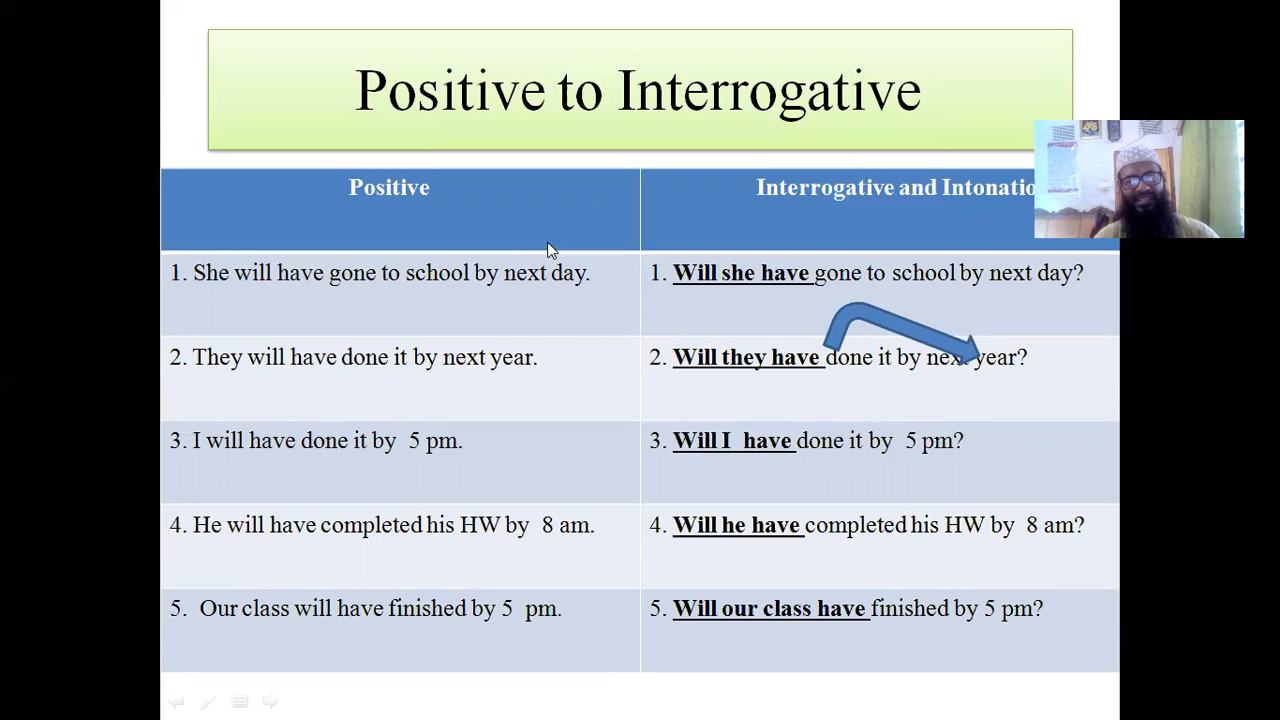 Positive to Interrogative
Positive
Interrogative and Intonatio
1. She will have gone to school by next day.
1. Will she have gone to school by next day?
2. They will have done it by next year.
2. Will they have done it by next year?
3. I will have done it by 5 pm.
3. Will I have done it by 5 pm?
4. He will have completed his HW by 8 am.
4. Will he have completed his HW by 8 am?
5. Our class will have finished by 5 pm.
5. Will our class have finished by 5 pm?